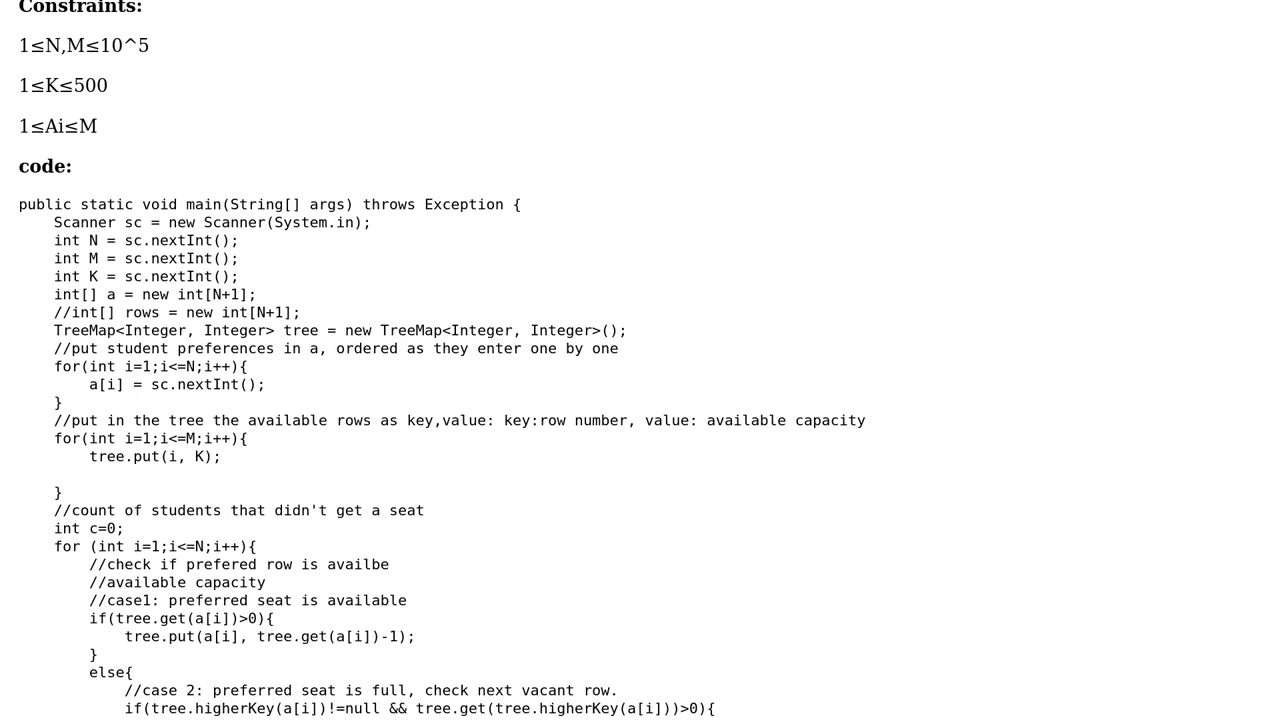 Constraints:
1≤N,M≤10^5
1≤K≤500
1≤Ai≤M
code:
public static void main(String[] args) throws Exception {
    Scanner sc = new Scanner(System.in);
    int N = sc.nextInt();
    int M = sc.nextInt();
    int K = sc.nextInt();
    int[] a = new int[N+1];
    //int[] rows = new int[N+1];
    TreeMap<Integer, Integer> tree = new TreeMap<Integer, Integer>();
    //put student preferences in a, ordered as they enter one by one
    for(int i=1;i<=N;i++){
        a[i] = sc.nextInt();
    }
    //put in the tree the available rows as key,value: key:row number, value: available capacity
    for(int i=1;i<=M;i++){
        tree.put(i, K);
    }
    //count of students that didn't get a seat
    int c=0;
    for (int i=1;i<=N;i++){
        //check if prefered row is availbe
        //available capacity
        //case1: preferred seat is available
        if(tree.get(a[i])>0){
            tree.put(a[i], tree.get(a[i])-1);
        }
        else{
            //case 2: preferred seat is full, check next vacant row.
            if(tree.higherKey(a[i])!=null && tree.get(tree.higherKey(a[i]))>0){